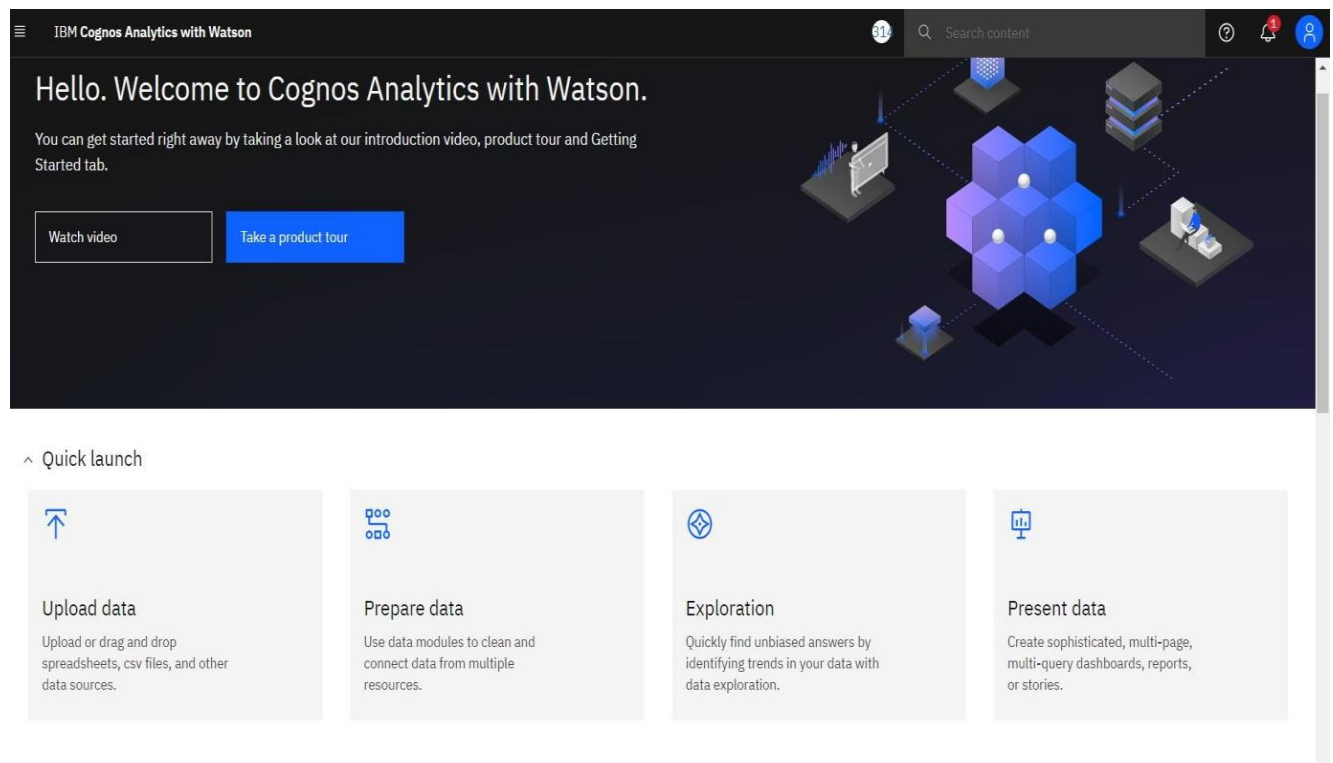 IBM Cognos Analytics with Watson
314
Search content
1
Hello. Welcome to Cognos Analytics with Watson.
You can get started right away by taking a look at our introduction video, product tour and Getting
Started tab.
Watch video
Take a product tour
Quick launch
Upload data
Upload or drag and drop
spreadsheets, csv files, and other
data sources.
Prepare data
Use data modules to clean and
connect data from multiple
resources.
Exploration
Quickly find unbiased answers by
identifying trends in your data with
data exploration.
Present data
Create sophisticated, multi-page,
multi-query dashboards, reports,
or stories.